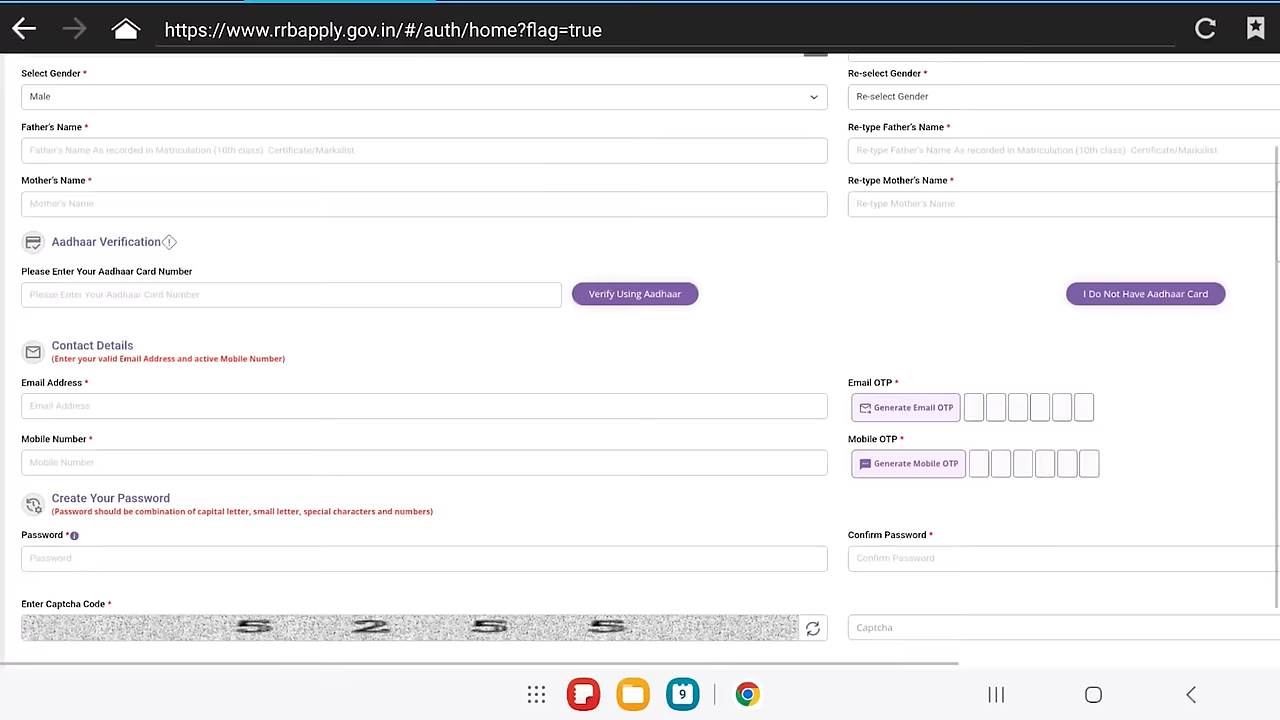 https://www.rrbapply.gov.in/#/auth/home?flag=true
Select Gender *
Re-select Gender *
Male
Re-select Gender
Father's Name *
Re-type Father's Name *
Father's Name As recorded in Matriculation (10th class) Certificate/Markslist
Re-type Father's Name As recorded in Matriculation (10th class) Certificate/Markslist
Mother's Name *
Re-type Mother's Name *
Mother's Name
Re-type Mother's Name
Aadhaar Verification
Please Enter Your Aadhaar Card Number
Please Enter Your Aadhaar Card Number
Verify Using Aadhaar
I Do Not Have Aadhaar Card
Contact Details
(Enter your valid Email Address and active Mobile Number)
Email Address *
Email OTP *
Email Address
Generate Email OTP
Mobile Number *
Mobile OTP *
Mobile Number
Generate Mobile OTP
Create Your Password
(Password should be combination of capital letter, small letter, special characters and numbers)
Password *
Confirm Password *
Password
Confirm Password
Enter Captcha Code *
5 2 5 5
Captcha
9